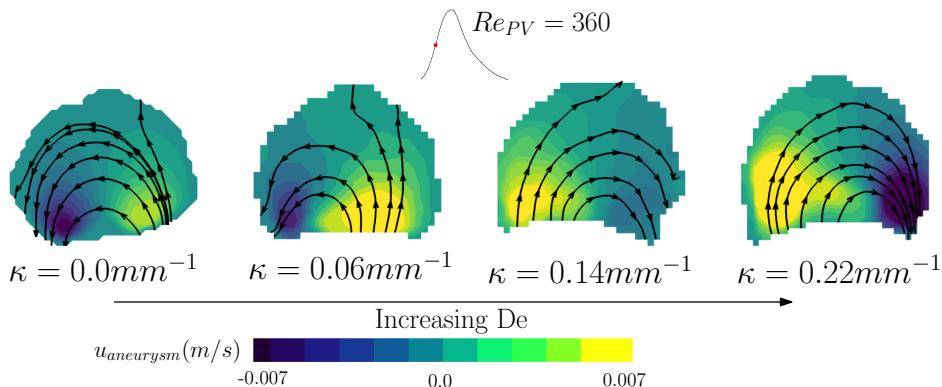 Re_{PV} = 360
κ = 0.0mm^{-1} κ = 0.06mm^{-1} κ = 0.14mm^{-1} κ = 0.22mm^{-1}
Increasing De
u_{aneurysm}(m/s)
-0.007 0.0 0.007